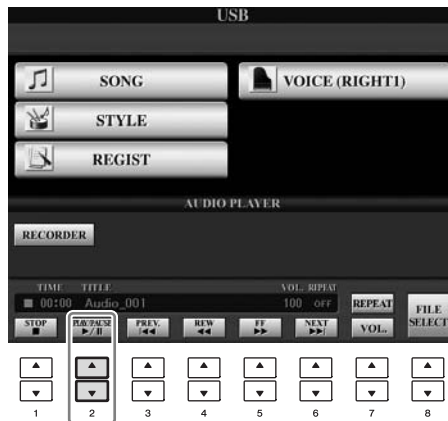 USB
SONG
VOICE (RIGHT1)
STYLE
REGIST
AUDIO PLAYER
RECORDER
TIME TITLE VOL. REPEAT
00:00 Audio_001 100 OFF REPEAT FILE SELECT
STOP PLAY/PAUSE PREV. REW FF NEXT VOL.
1 2 3 4 5 6 7 8